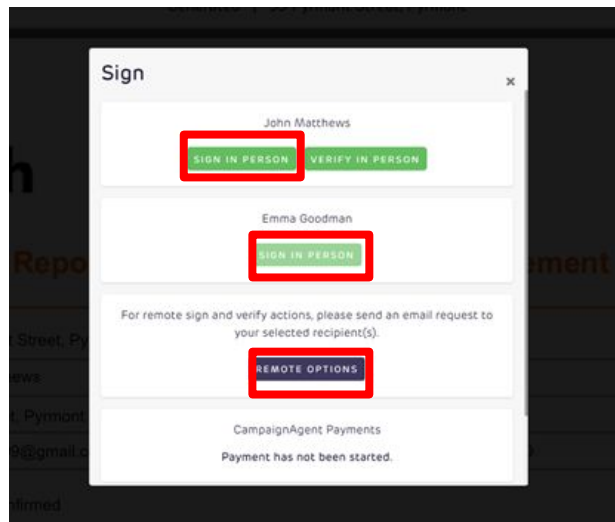 Sign
×
John Matthews
SIGN IN PERSON VERIFY IN PERSON
Emma Goodman
SIGN IN PERSON
For remote sign and verify actions, please send an email request to
your selected recipient(s).
REMOTE OPTIONS
CampaignAgent Payments
Payment has not been started.
h
Repo
ement
t Street, Py
ews
t, Pyrmont
9@gmail.c
nfirmed